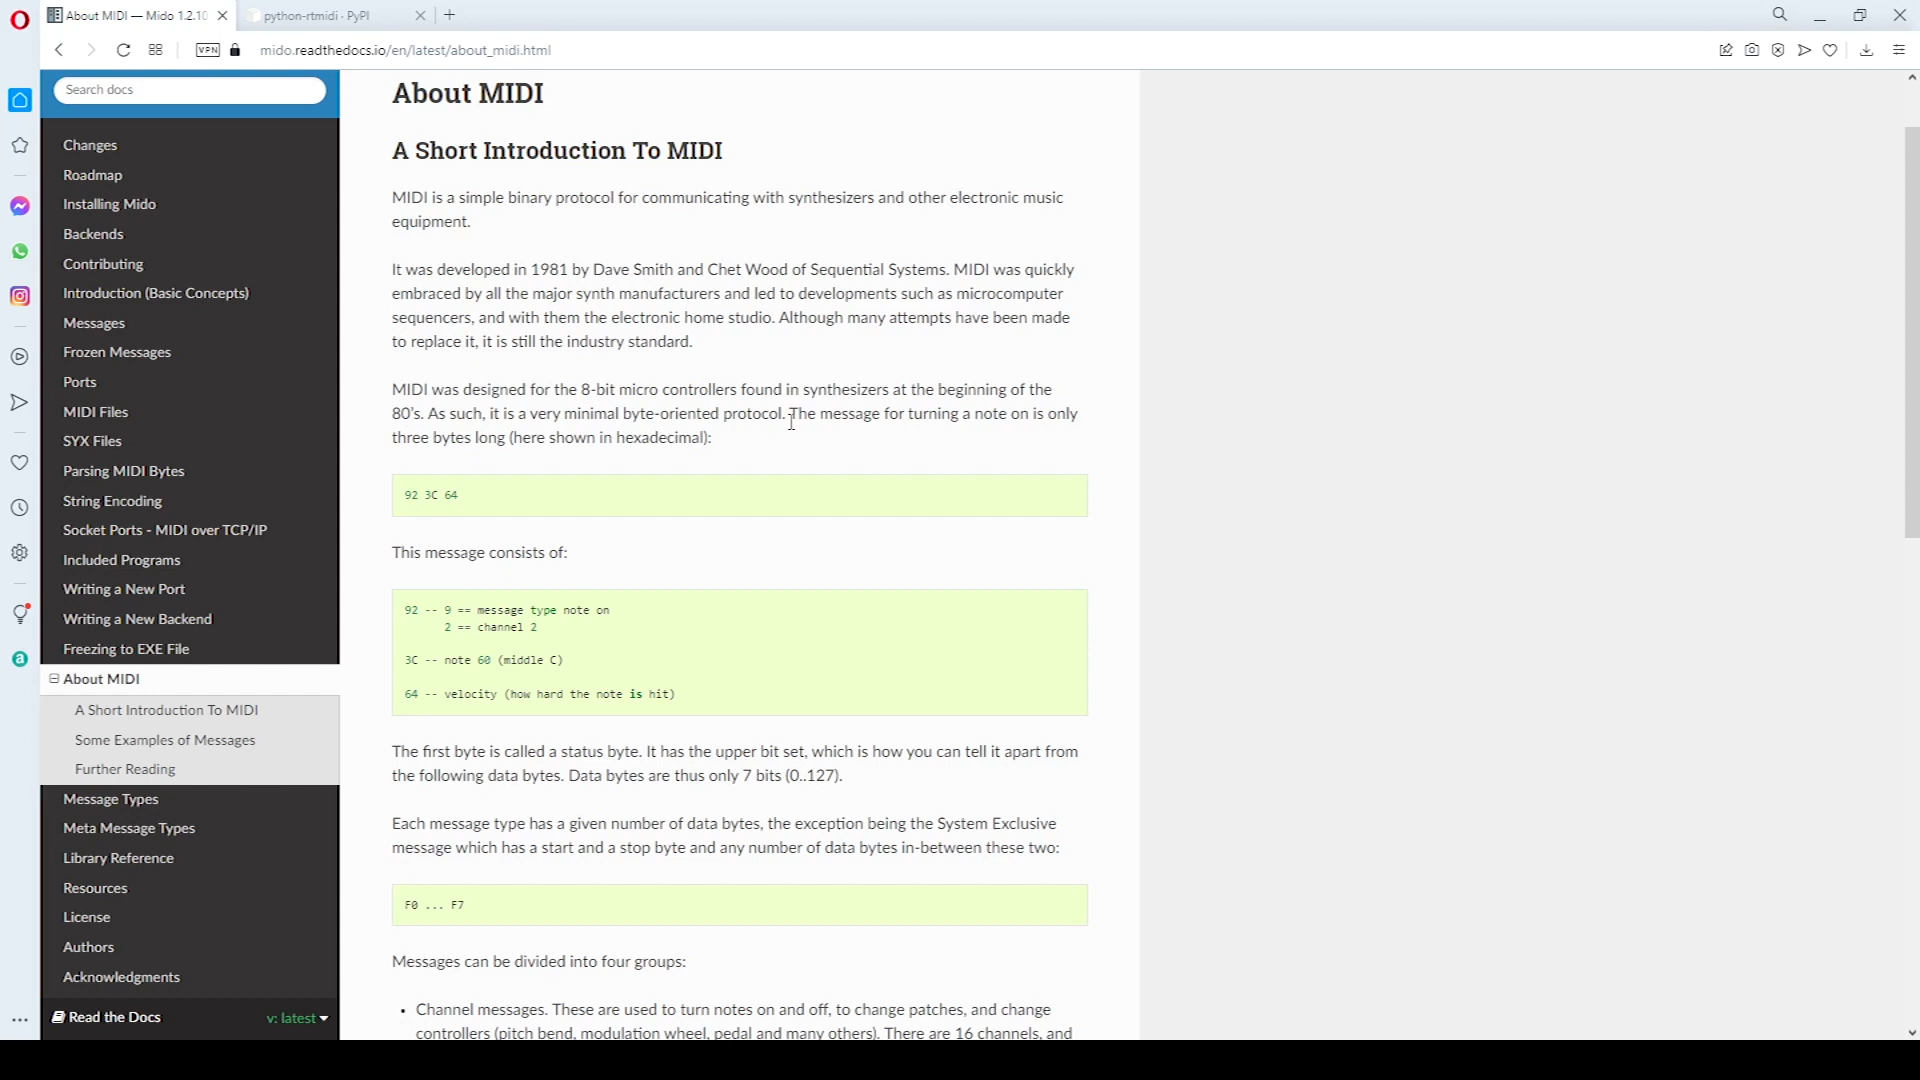 About MIDI — Mido 1.2.10
python-rtmidi · PyPI
VPN
mido.readthedocs.io/en/latest/about_midi.html
Search docs
Changes
Roadmap
Installing Mido
Backends
Contributing
Introduction (Basic Concepts)
Messages
Frozen Messages
Ports
MIDI Files
SYX Files
Parsing MIDI Bytes
String Encoding
Socket Ports - MIDI over TCP/IP
Included Programs
Writing a New Port
Writing a New Backend
Freezing to EXE File
About MIDI
A Short Introduction To MIDI
Some Examples of Messages
Further Reading
Message Types
Meta Message Types
Library Reference
Resources
License
Authors
Acknowledgments
Read the Docs
v: latest
About MIDI
A Short Introduction To MIDI
MIDI is a simple binary protocol for communicating with synthesizers and other electronic music
equipment.
It was developed in 1981 by Dave Smith and Chet Wood of Sequential Systems. MIDI was quickly
embraced by all the major synth manufacturers and led to developments such as microcomputer
sequencers, and with them the electronic home studio. Although many attempts have been made
to replace it, it is still the industry standard.
MIDI was designed for the 8-bit micro controllers found in synthesizers at the beginning of the
80's. As such, it is a very minimal byte-oriented protocol. The message for turning a note on is only
three bytes long (here shown in hexadecimal):
92 3C 64
This message consists of:
92 -- 9 == message type note on
2 == channel 2
3C -- note 60 (middle C)
64 -- velocity (how hard the note is hit)
The first byte is called a status byte. It has the upper bit set, which is how you can tell it apart from
the following data bytes. Data bytes are thus only 7 bits (0..127).
Each message type has a given number of data bytes, the exception being the System Exclusive
message which has a start and a stop byte and any number of data bytes in-between these two:
F0 ... F7
Messages can be divided into four groups:
• Channel messages. These are used to turn notes on and off, to change patches, and change
controllers (pitch bend, modulation wheel, pedal and many others). There are 16 channels, and